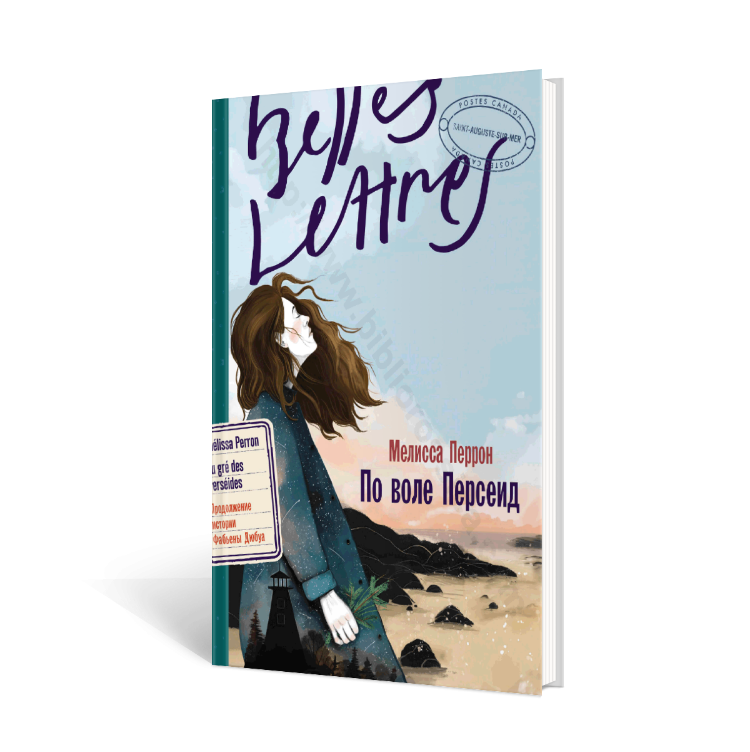 Belles
Lettres
POSTES CANADA
SAINT-AUGUSTE-SUR-MER
POSTES CANADA
Мелисса Перрон
По воле Персеид
élissa Perron
u gré des
erséides
Продолжение
истории
Фабьены Дюбуа